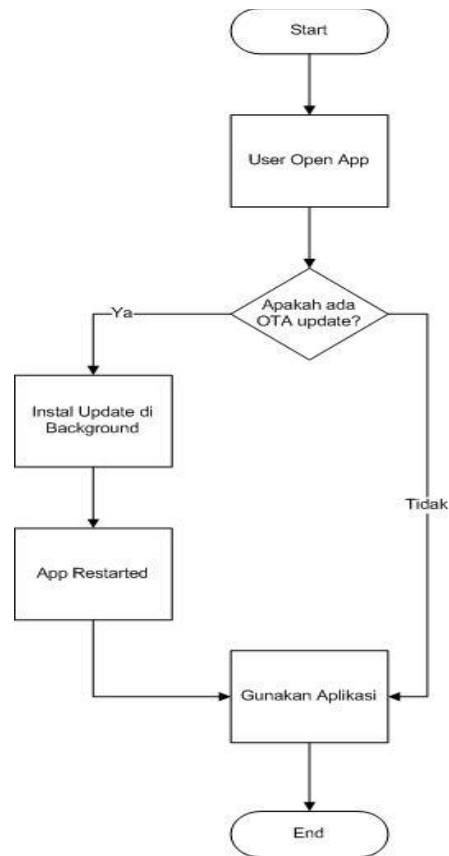 Start
User Open App
Apakah ada
OTA update?
Ya
Instal Update di
Background
Tidak
App Restarted
Gunakan Aplikasi
End